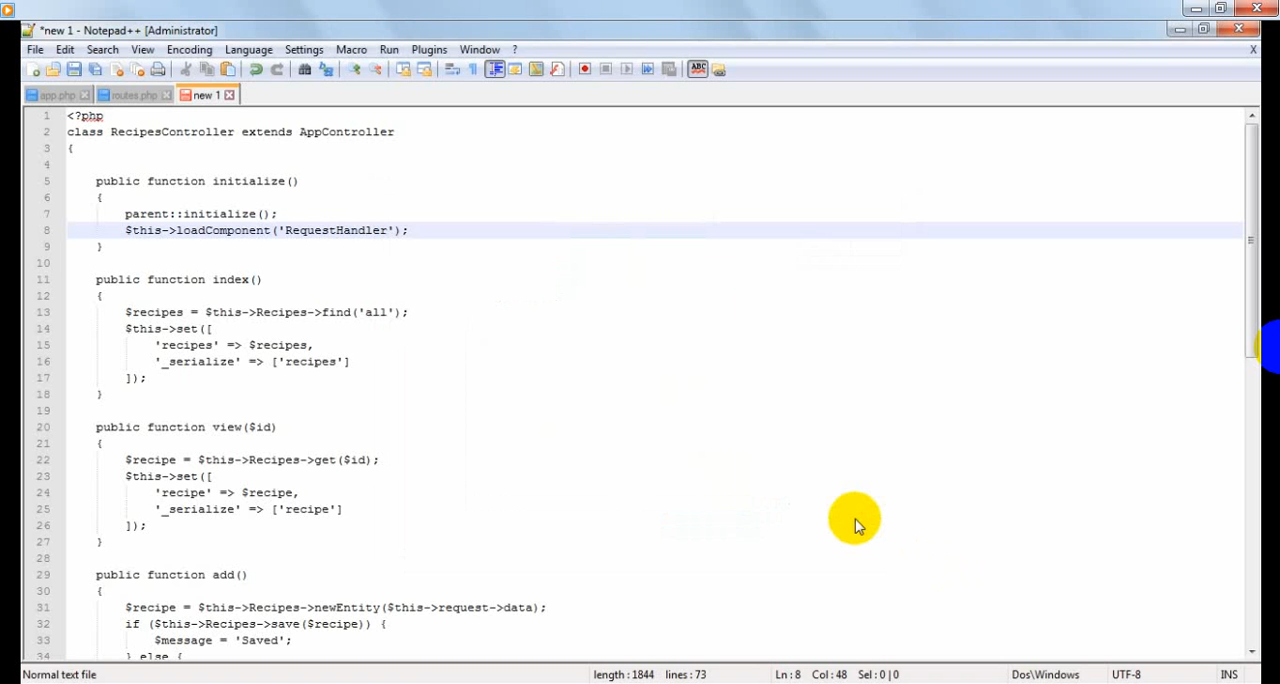 *new 1 - Notepad++ [Administrator]
File Edit Search View Encoding Language Settings Macro Run Plugins Window ? X
app.php routes.php new 1
1 <?php
2 class RecipesController extends AppController
3 {
4
5 public function initialize()
6 {
7 parent::initialize();
8 $this->loadComponent('RequestHandler');
9 }
10
11 public function index()
12 {
13 $recipes = $this->Recipes->find('all');
14 $this->set([
15 'recipes' => $recipes,
16 '_serialize' => ['recipes']
17 ]);
18 }
19
20 public function view($id)
21 {
22 $recipe = $this->Recipes->get($id);
23 $this->set([
24 'recipe' => $recipe,
25 '_serialize' => ['recipe']
26 ]);
27 }
28
29 public function add()
30 {
31 $recipe = $this->Recipes->newEntity($this->request->data);
32 if ($this->Recipes->save($recipe)) {
33 $message = 'Saved';
34 } else {
Normal text file length : 1844 lines : 73 Ln : 8 Col : 48 Sel : 0 | 0 Dos\Windows UTF-8 INS